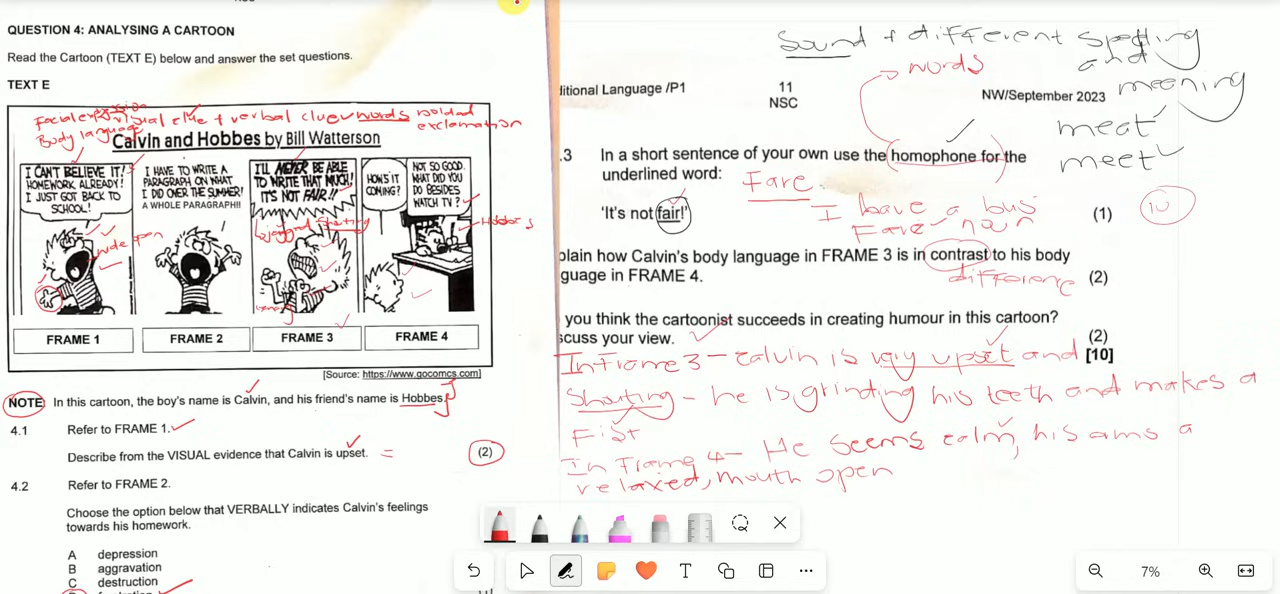 QUESTION 4: ANALYSING A CARTOON
Read the Cartoon (TEXT E) below and answer the set questions.
TEXT E
Facial expression visual clue + verbal clue words bolded
Body language exclamation
Calvin and Hobbes by Bill Watterson
I CAN'T BELIEVE IT!
HOMEWORK ALREADY!
I JUST GOT BACK TO
SCHOOL!
I HAVE TO WRITE A
PARAGRAPH ON WHAT
I DID OVER THE SUMMER!
A WHOLE PARAGRAPH!!
I'LL NEVER BE ABLE
TO WRITE THAT MUCH!
IT'S NOT FAIR!!
HOW'S IT
COMING?
NOT SO GOOD.
WHAT DID YOU
DO BESIDES
WATCH TV?
wide open
Hobbes
FRAME 1
FRAME 2
FRAME 3
FRAME 4
[Source: https://www.gocomcs.com]
NOTE: In this cartoon, the boy's name is Calvin, and his friend's name is Hobbes
4.1 Refer to FRAME 1.
Describe from the VISUAL evidence that Calvin is upset. =
(2)
4.2 Refer to FRAME 2.
Choose the option below that VERBALLY indicates Calvin's feelings
towards his homework.
A depression
B aggravation
C destruction
Sound + different spelling
and
meening
words
meat
meet
ditional Language /P1
11
NSC
NW/September 2023
.3 In a short sentence of your own use the homophone for the
underlined word:
Fare
'It's not fair!'
I have a bus
Fare
(1)
10
plain how Calvin's body language in FRAME 3 is in contrast to his body
guage in FRAME 4.
difference
(2)
you think the cartoonist succeeds in creating humour in this cartoon?
scuss your view.
(2)
[10]
In Frame 3 - Calvin is very upset and
Shouting - he is grinding his teeth and makes a
Fist
In Frame 4 - He seems calm, his ams a
relaxed, mouth open
7%